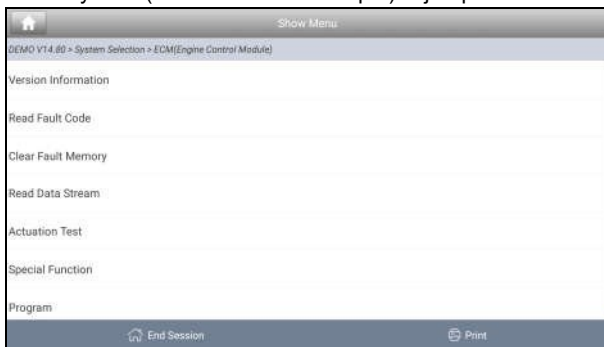 Show Menu
DEMO V14.80 > System Selection > ECM(Engine Control Module)
Version Information
Read Fault Code
Clear Fault Memory
Read Data Stream
Actuation Test
Special Function
Program
End Session
Print